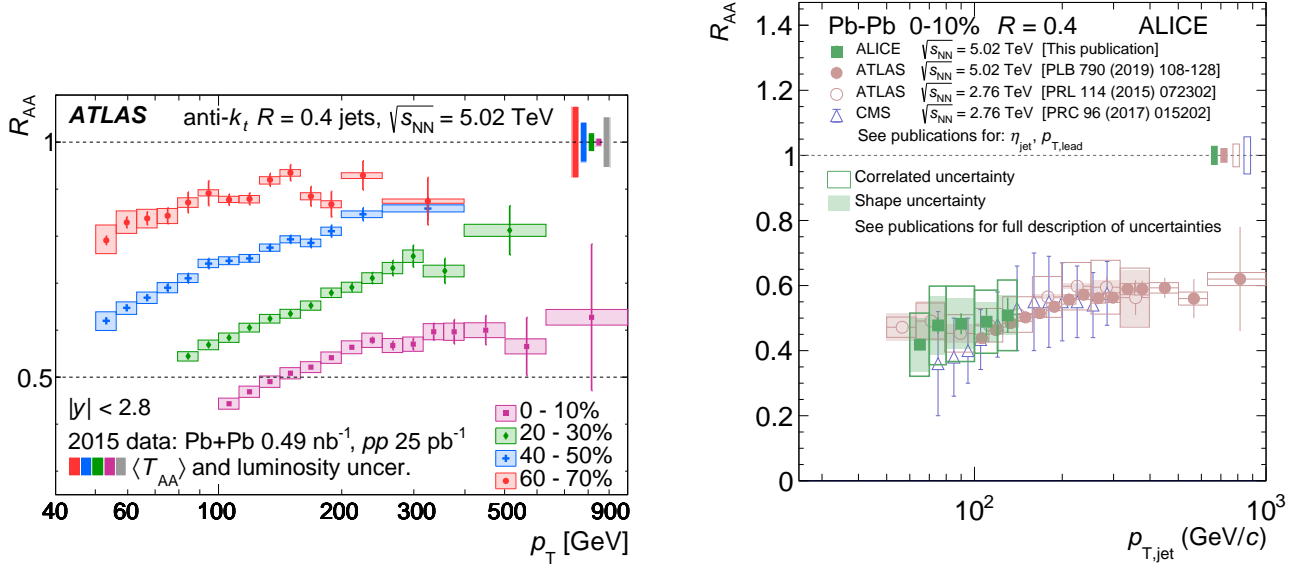 R_AA
ATLAS anti-k_t R = 0.4 jets, √s_NN = 5.02 TeV
1
0.5
|y| < 2.8
2015 data: Pb+Pb 0.49 nb⁻¹, pp 25 pb⁻¹
⟨T_AA⟩ and luminosity uncer.
0 - 10%
20 - 30%
40 - 50%
60 - 70%
40 60 100 200 300 500 900
p_T [GeV]
R_AA
1.4
1.2
1
0.8
0.6
0.4
0.2
0
Pb-Pb 0-10% R = 0.4 ALICE
ALICE √s_NN = 5.02 TeV [This publication]
ATLAS √s_NN = 5.02 TeV [PLB 790 (2019) 108-128]
ATLAS √s_NN = 2.76 TeV [PRL 114 (2015) 072302]
CMS √s_NN = 2.76 TeV [PRC 96 (2017) 015202]
See publications for: η_jet, p_T,lead
Correlated uncertainty
Shape uncertainty
See publications for full description of uncertainties
10² 10³
p_T,jet (GeV/c)